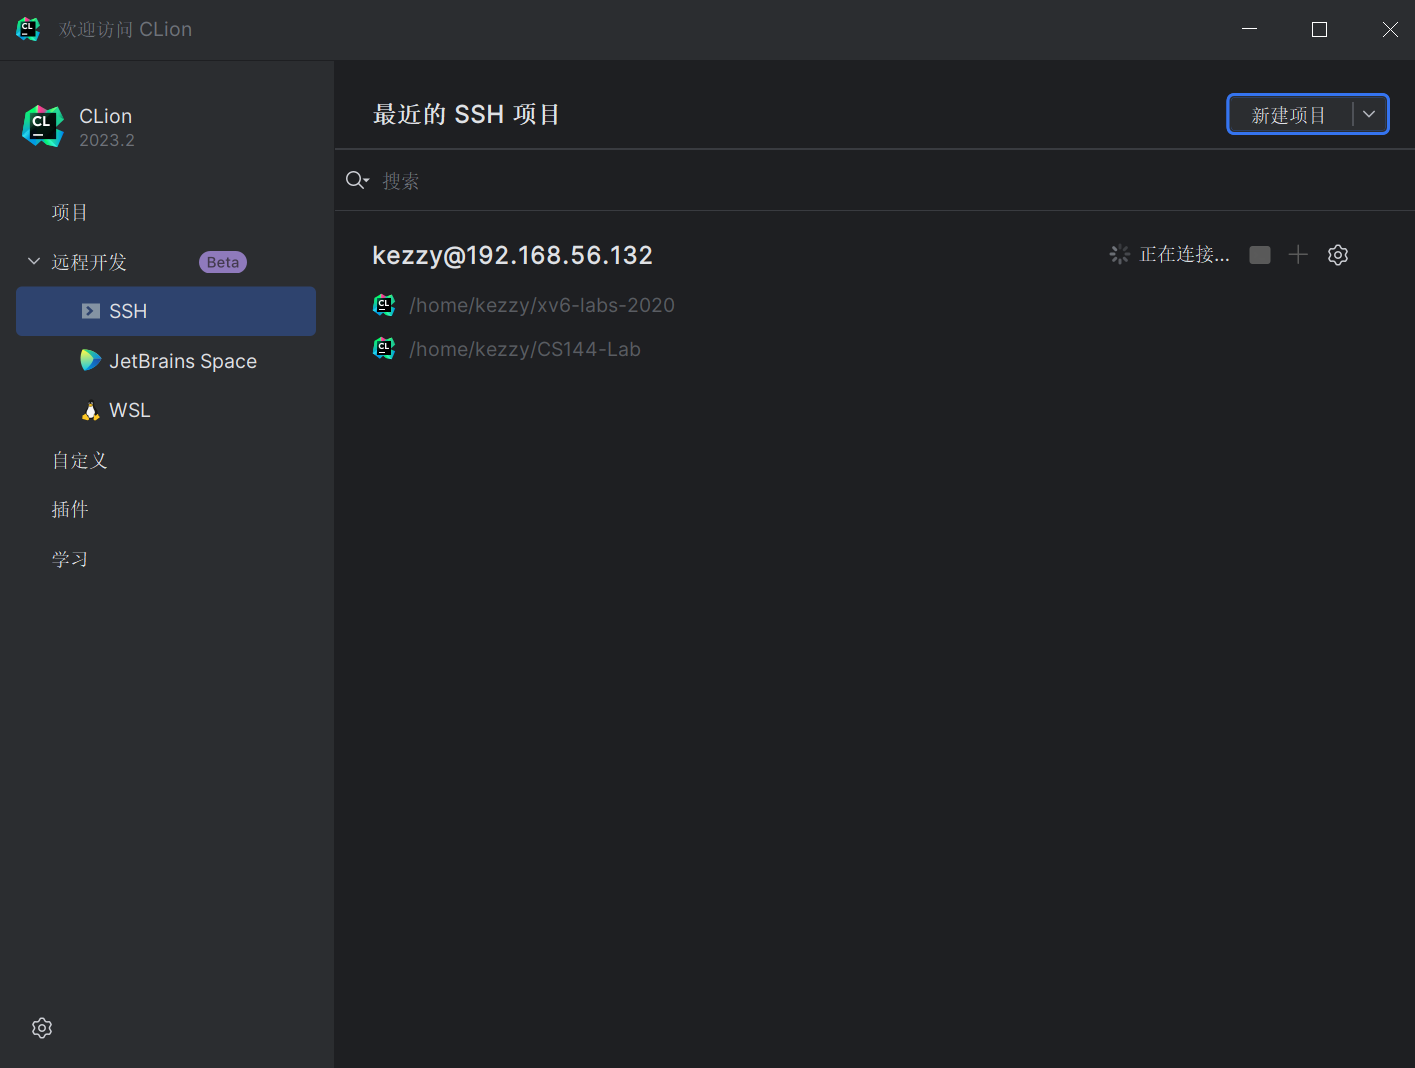 欢迎访问 CLion
CLion
2023.2
项目
远程开发 Beta
SSH
JetBrains Space
WSL
自定义
插件
学习
最近的 SSH 项目
新建项目
搜索
kezzy@192.168.56.132 正在连接...
/home/kezzy/xv6-labs-2020
/home/kezzy/CS144-Lab